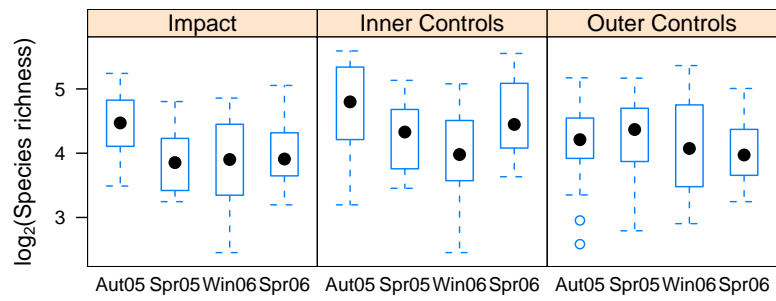 Impact Inner Controls Outer Controls
log₂(Species richness)
5
4
3
Aut05 Spr05 Win06 Spr06 Aut05 Spr05 Win06 Spr06 Aut05 Spr05 Win06 Spr06